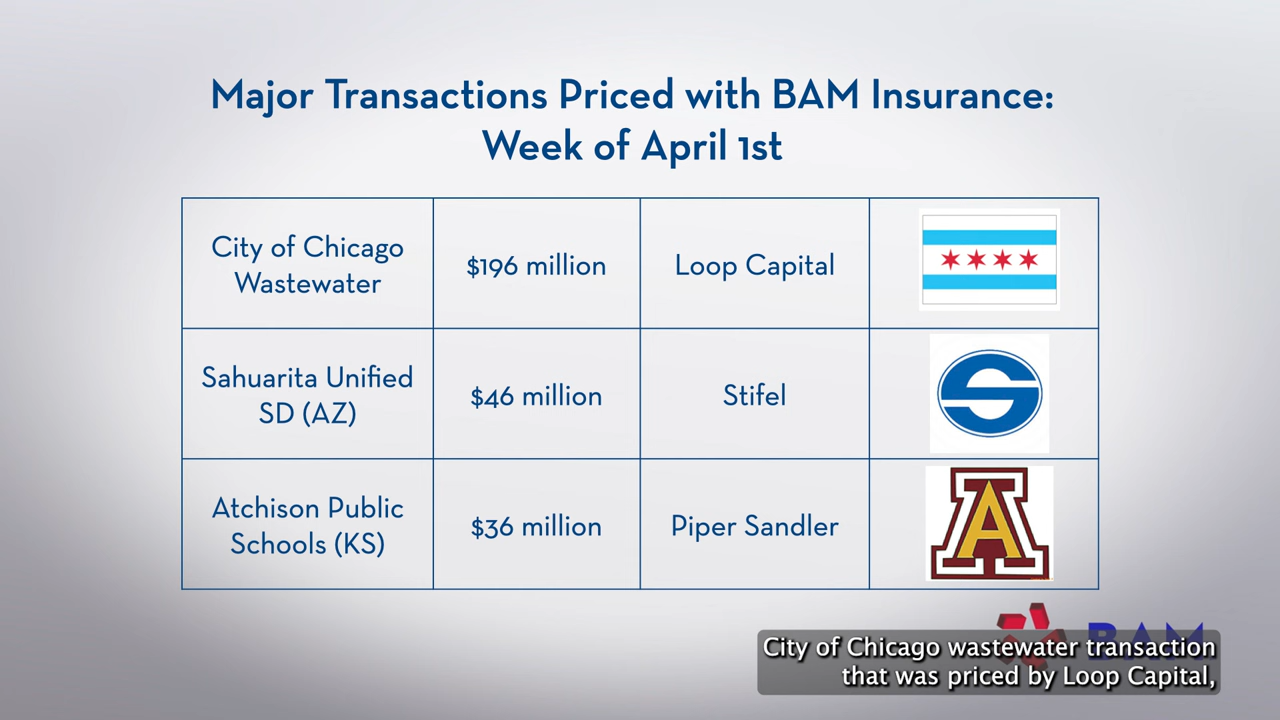 Major Transactions Priced with BAM Insurance:
Week of April 1st
City of Chicago
Wastewater
$196 million
Loop Capital
Sahuarita Unified
SD (AZ)
$46 million
Stifel
S
Atchison Public
Schools (KS)
$36 million
Piper Sandler
A
BAM
City of Chicago wastewater transaction
that was priced by Loop Capital,